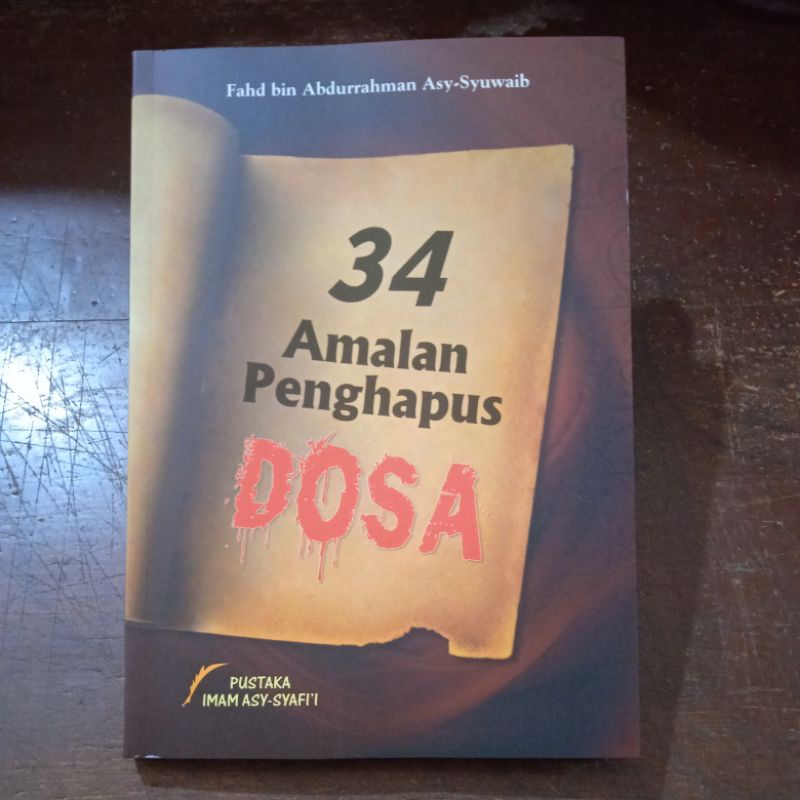 Fahd bin Abdurrahman Asy-Syuwaib
34
Amalan
Penghapus
DOSA
PUSTAKA
IMAM ASY-SYAFI'I